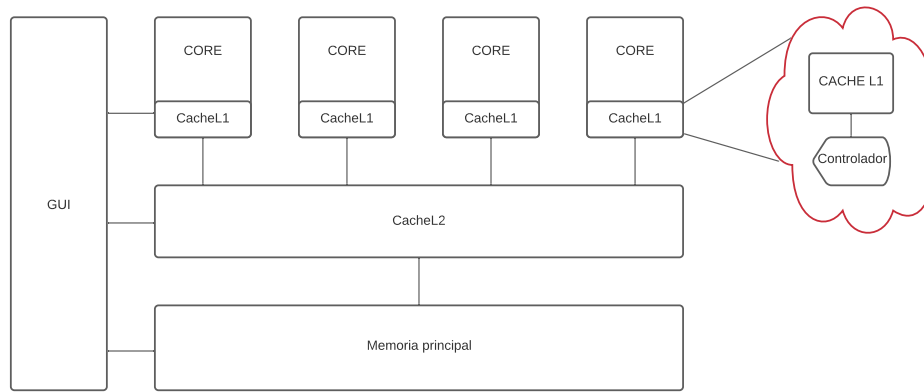 GUI
CORE
CORE
CORE
CORE
CacheL1
CacheL1
CacheL1
CacheL1
CACHE L1
Controlador
CacheL2
Memoria principal